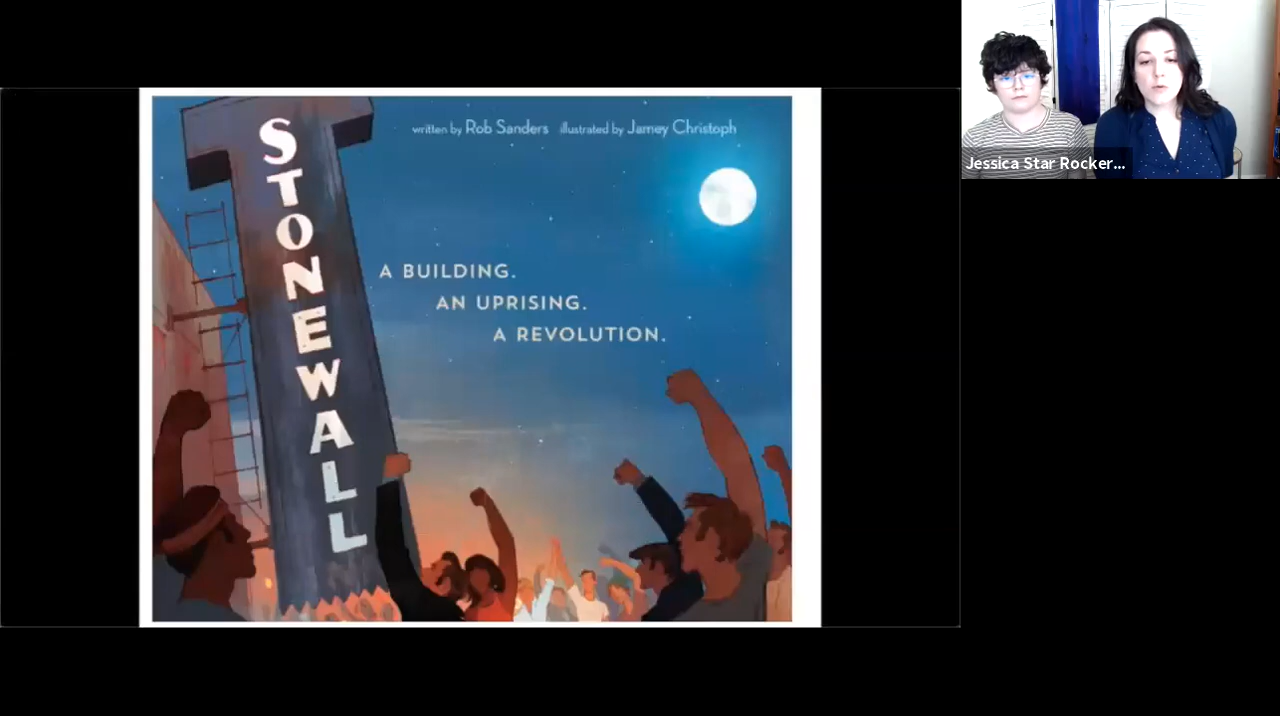 written by Rob Sanders illustrated by Jamey Christoph
STONEWALL
A BUILDING.
AN UPRISING.
A REVOLUTION.
Jessica Star Rocker...